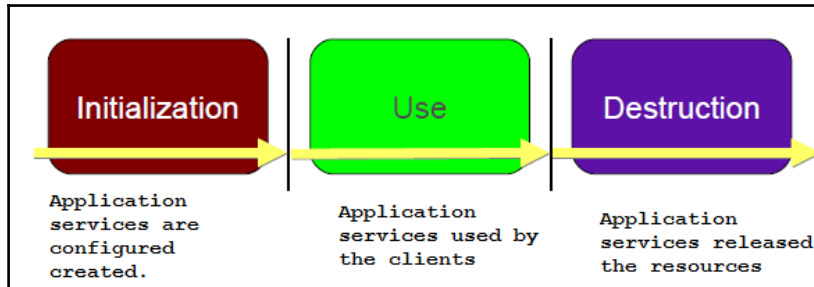 Initialization
Use
Destruction
Application
services are
configured
created.
Application
services used by
the clients
Application
services released
the resources